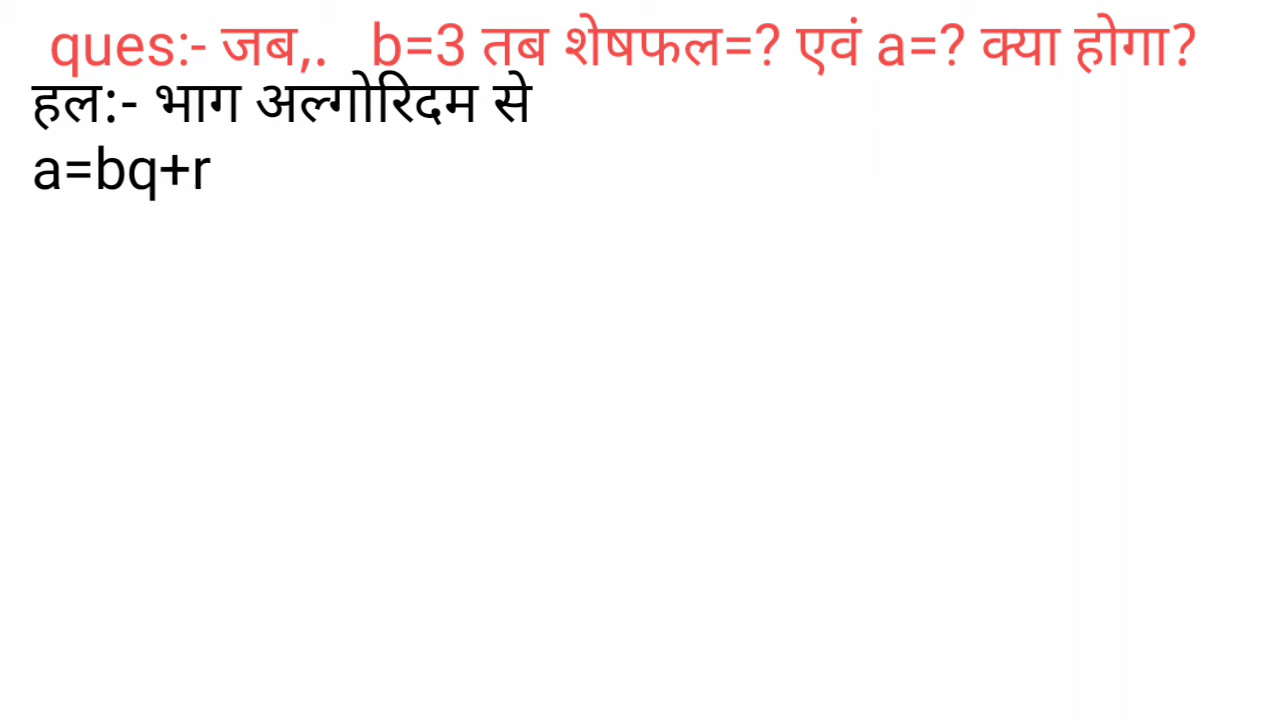 ques:- जब,. b=3 तब शेषफल=? एवं a=? क्या होगा?
हल:- भाग अल्गोरिदम से
a=bq+r